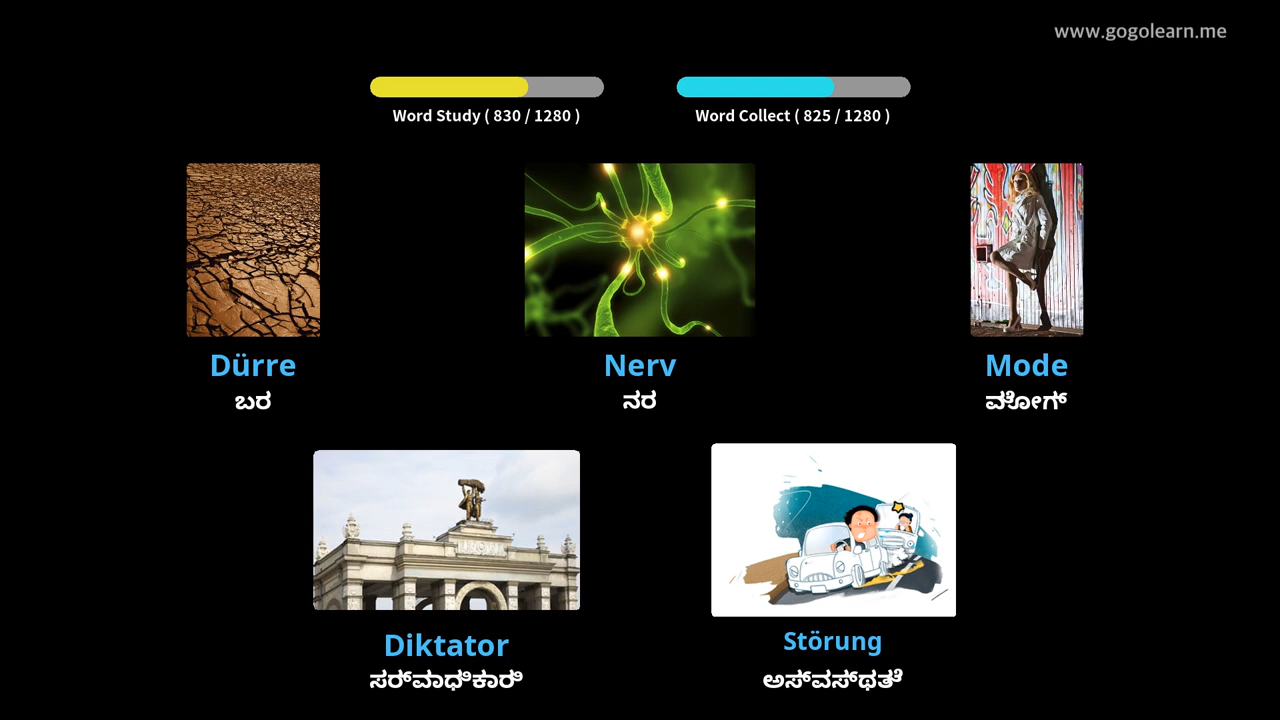 www.gogolearn.me
Word Study ( 830 / 1280 )
Word Collect ( 825 / 1280 )
Dürre
ಬರ
Nerv
ನರ
Mode
ವೋಗ್
Diktator
ಸರ್ವಾಧಿಕಾರಿ
Störung
ಅಸ್ವಸ್ಥತೆ